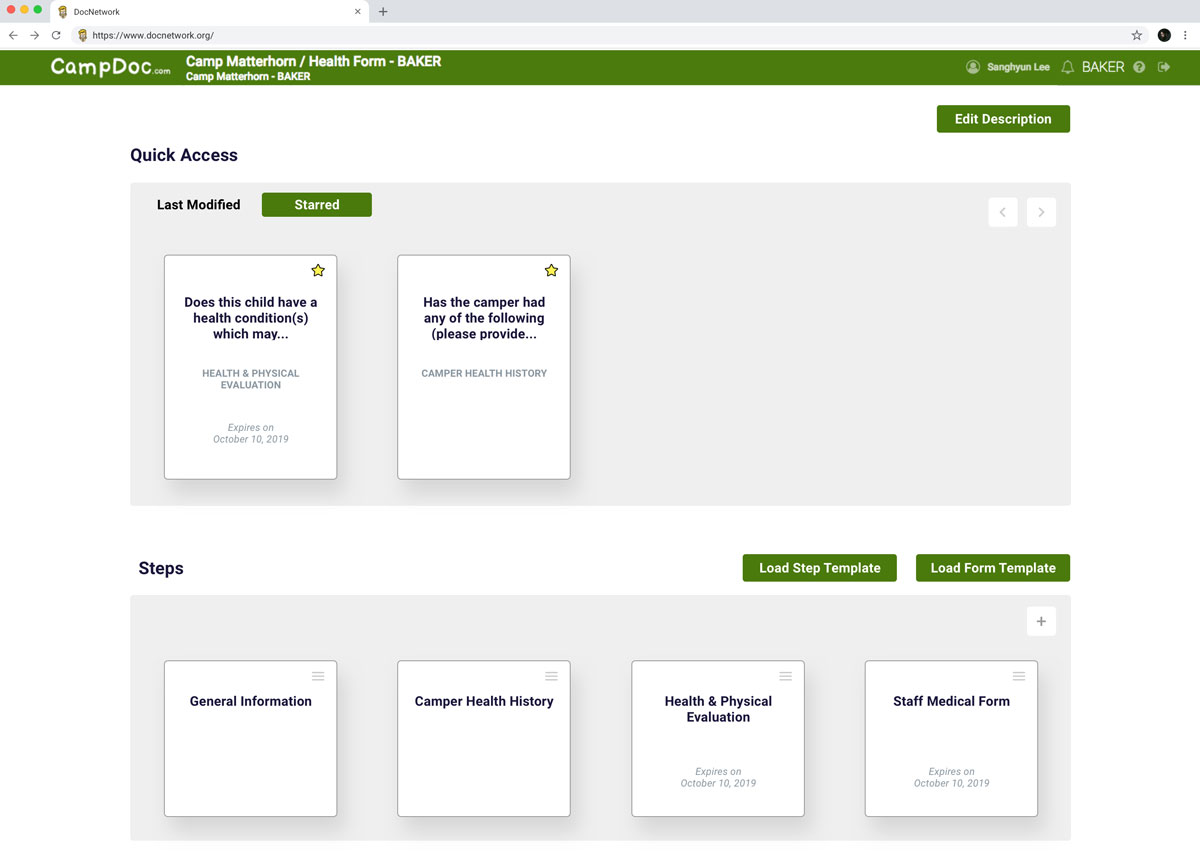 DocNetwork
https://www.docnetwork.org/
CampDoc.com
Camp Matterhorn / Health Form - BAKER
Camp Matterhorn - BAKER
Sanghyun Lee
BAKER
Edit Description
Quick Access
Last Modified
Starred
Does this child have a
health condition(s)
which may...
HEALTH & PHYSICAL
EVALUATION
Expires on
October 10, 2019
Has the camper had
any of the following
(please provide...
CAMPER HEALTH HISTORY
Steps
Load Step Template
Load Form Template
General Information
Camper Health History
Health & Physical
Evaluation
Expires on
October 10, 2019
Staff Medical Form
Expires on
October 10, 2019